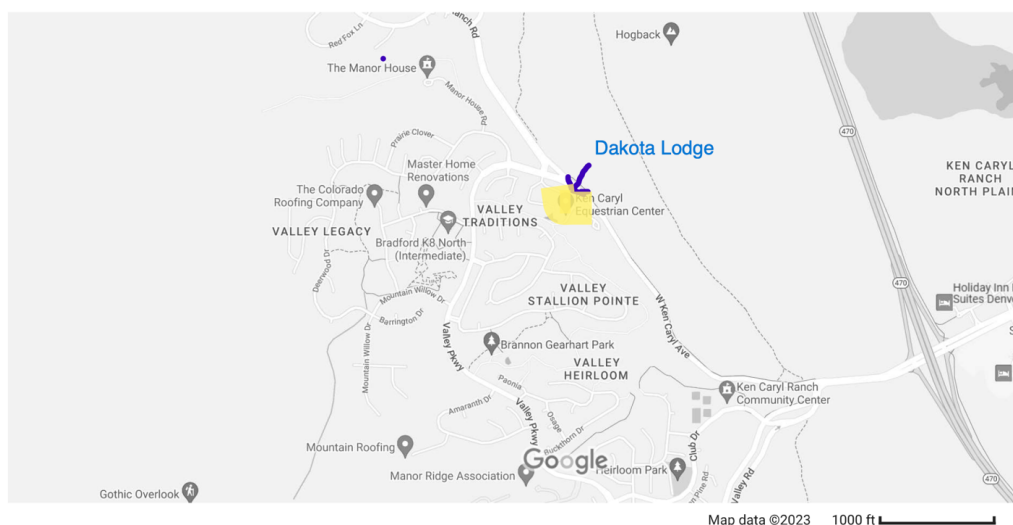 Red Fox Ln
Ranch Rd
Hogback
The Manor House
Manor House Rd
470
Prairie Clover
Dakota Lodge
Master Home
Renovations
KEN CARYL
RANCH
NORTH PLAIN
The Colorado
Roofing Company
Ken Caryl
Equestrian Center
VALLEY
TRADITIONS
VALLEY LEGACY
Bradford K8 North
(Intermediate)
Deerwood Dr
470
VALLEY
STALLION POINTE
Holiday Inn
Suites Denv
Mountain Willow Dr
Barrington Dr
W Ken Caryl Ave
Valley Pkwy
Mountain Willow Dr
Brannon Gearhart Park
VALLEY
HEIRLOOM
Paonia
Ken Caryl Ranch
Community Center
Amaranth Dr
Valley Pkwy
Osage
Buckthorn Dr
Club Dr
Mountain Roofing
Google
Heirloom Park
Manor Ridge Association
n Pine Rd
Valley Rd
470
Gothic Overlook
Map data ©2023 1000 ft